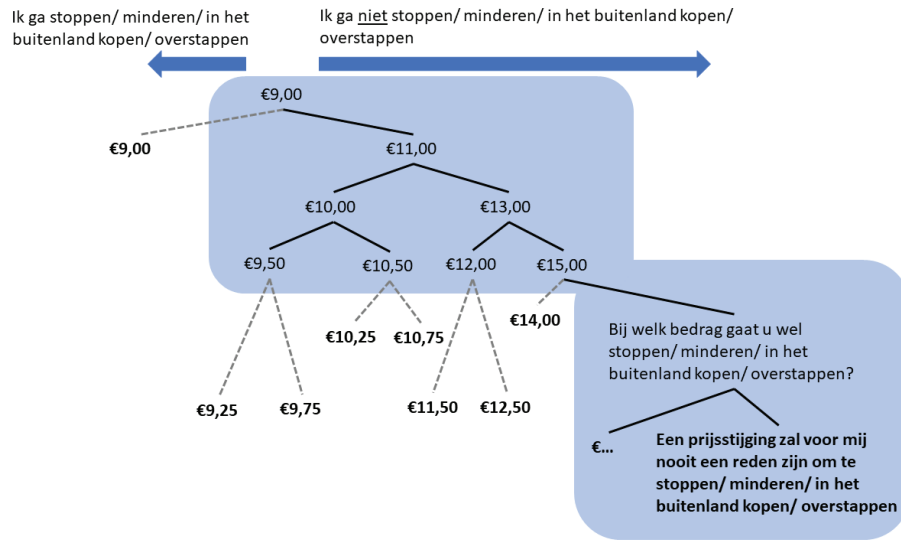 Ik ga stoppen/ minderen/ in het
buitenland kopen/ overstappen
Ik ga niet stoppen/ minderen/ in het buitenland kopen/
overstappen
€9,00
€9,00
€11,00
€10,00
€13,00
€9,50
€10,50
€12,00
€15,00
€10,25
€10,75
€14,00
€9,25
€9,75
€11,50
€12,50
Bij welk bedrag gaat u wel
stoppen/ minderen/ in het
buitenland kopen/ overstappen?
€...
Een prijsstijging zal voor mij
nooit een reden zijn om te
stoppen/ minderen/ in het
buitenland kopen/ overstappen